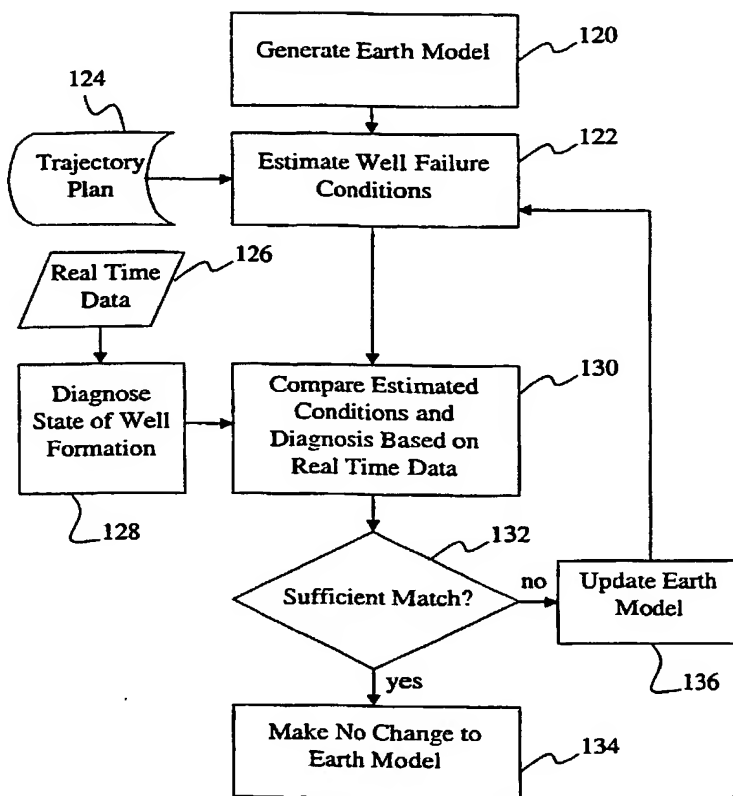 Generate Earth Model
120
124
Trajectory
Plan
Estimate Well Failure
Conditions
122
Real Time
Data
126
Diagnose
State of Well
Formation
128
Compare Estimated
Conditions and
Diagnosis Based on
Real Time Data
130
Sufficient Match?
132
no
Update Earth
Model
136
yes
Make No Change to
Earth Model
134